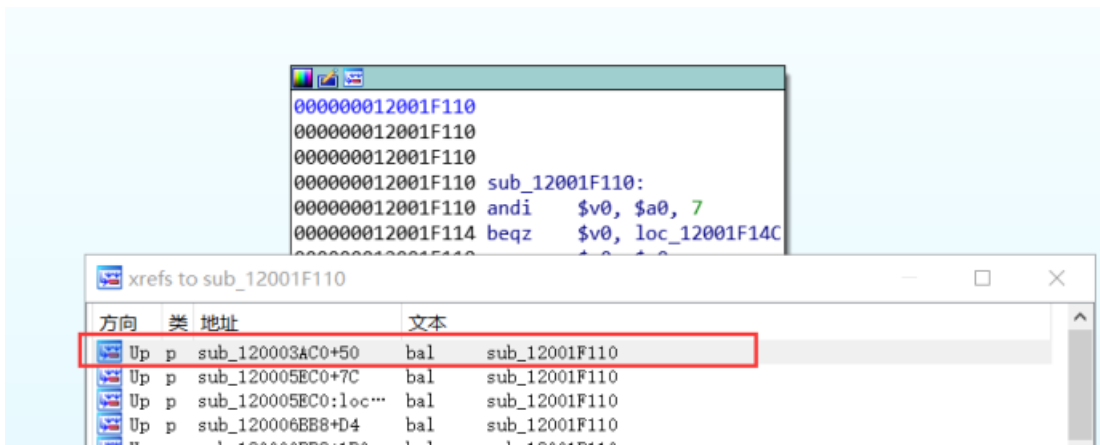 000000012001F110
000000012001F110
000000012001F110
000000012001F110 sub_12001F110:
000000012001F110 andi $v0, $a0, 7
000000012001F114 beqz $v0, loc_12001F14C
xrefs to sub_12001F110
方向 类 地址 文本
Up p sub_120003AC0+50 bal sub_12001F110
Up p sub_120005EC0+7C bal sub_12001F110
Up p sub_120005EC0:loc… bal sub_12001F110
Up p sub_120006BB8+D4 bal sub_12001F110